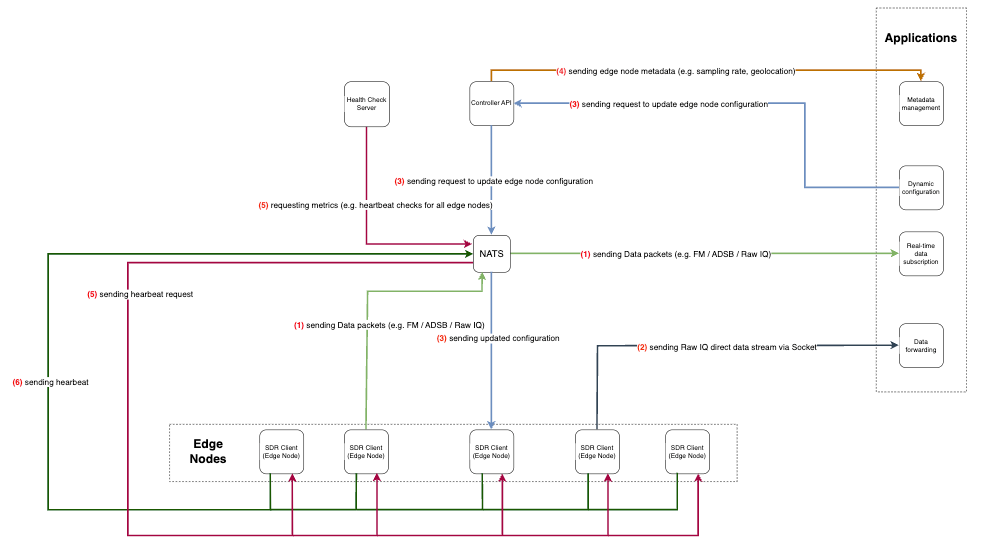 Applications
(4) sending edge node metadata (e.g. sampling rate, geolocation)
Health Check
Server
Controller API
(3) sending request to update edge node configuration
Metadata
management
(3) sending request to update edge node configuration
Dynamic
configuration
(5) requesting metrics (e.g. heartbeat checks for all edge nodes)
NATS
(1) sending Data packets (e.g. FM / ADSB / Raw IQ)
Real-time
data
subscription
(5) sending hearbeat request
(1) sending Data packets (e.g. FM / ADSB / Raw IQ)
(3) sending updated configuration
(2) sending Raw IQ direct data stream via Socket
Data
forwarding
(6) sending hearbeat
Edge
Nodes
SDR Client
(Edge Node)
SDR Client
(Edge Node)
SDR Client
(Edge Node)
SDR Client
(Edge Node)
SDR Client
(Edge Node)